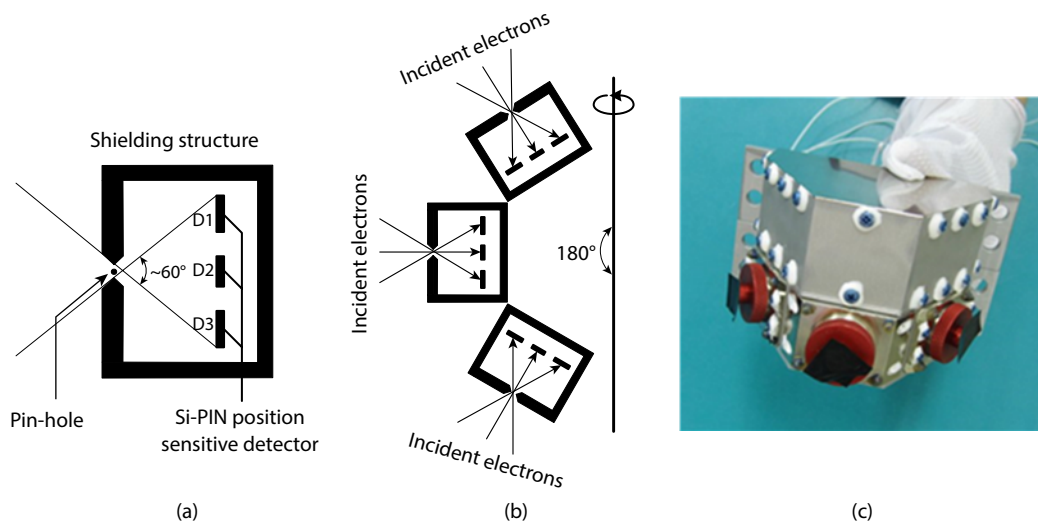 Shielding structure
D1
D2
D3
~60°
Pin-hole
Si-PIN position
sensitive detector
(a)
Incident electrons
Incident electrons
Incident electrons
180°
(b)
(c)